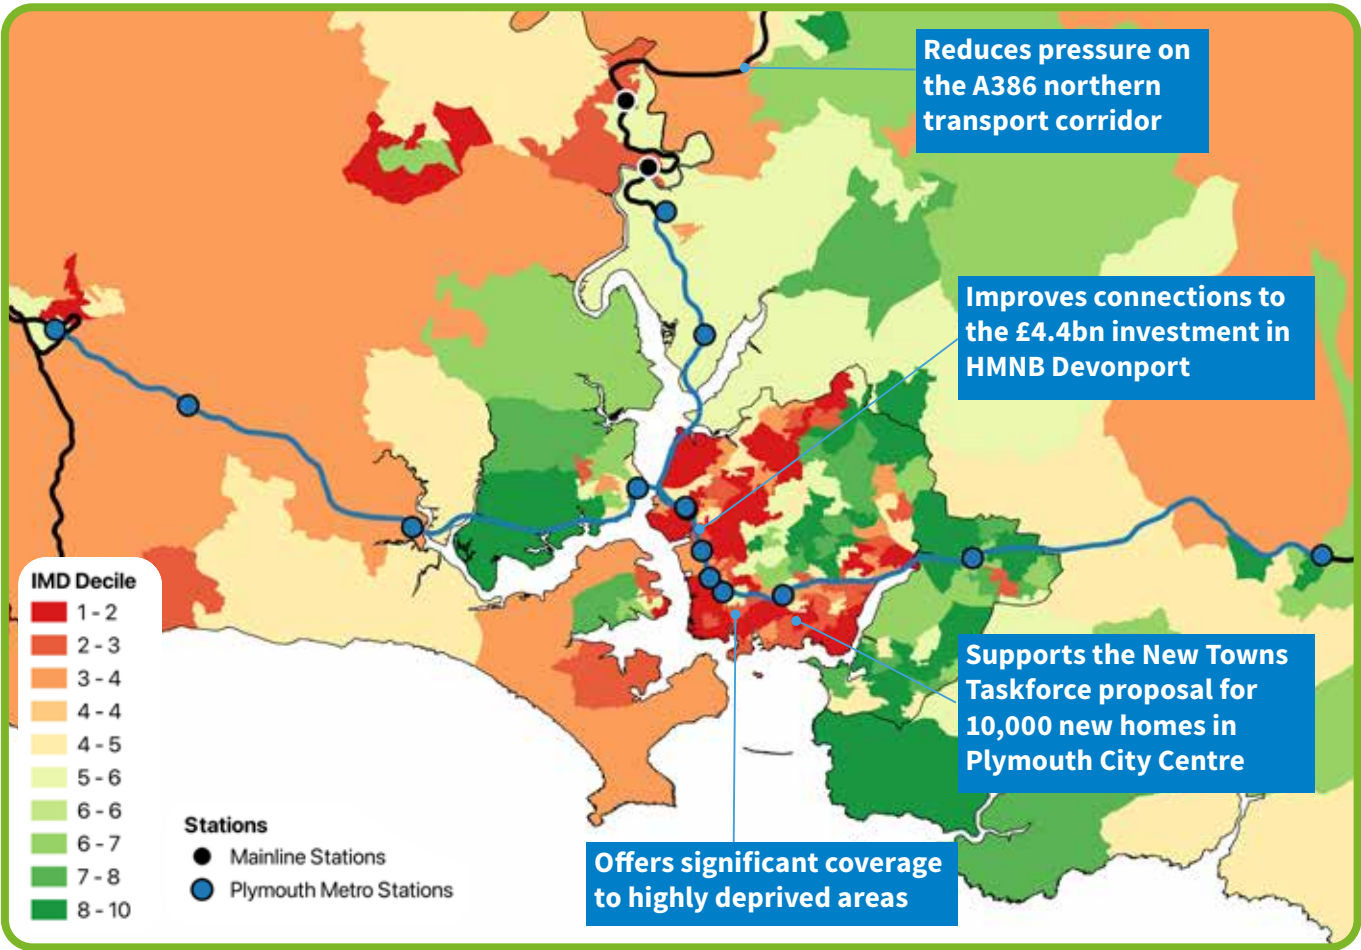 Reduces pressure on
the A386 northern
transport corridor
Improves connections to
the £4.4bn investment in
HMNB Devonport
IMD Decile
1 - 2
2 - 3
3 - 4
4 - 4
4 - 5
5 - 6
6 - 6
6 - 7
7 - 8
8 - 10
Stations
Mainline Stations
Plymouth Metro Stations
Supports the New Towns
Taskforce proposal for
10,000 new homes in
Plymouth City Centre
Offers significant coverage
to highly deprived areas